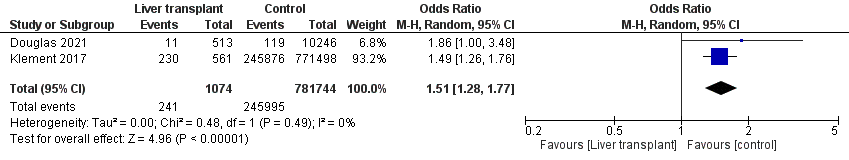 Liver transplant Control Odds Ratio Odds Ratio
Study or Subgroup Events Total Events Total Weight M-H, Random, 95% CI M-H, Random, 95% CI
Douglas 2021 11 513 119 10246 6.8% 1.86 [1.00, 3.48]
Klement 2017 230 561 245876 771498 93.2% 1.49 [1.26, 1.76]
Total (95% CI) 1074 781744 100.0% 1.51 [1.28, 1.77]
Total events 241 245995
Heterogeneity: Tau² = 0.00; Chi² = 0.48, df = 1 (P = 0.49); I² = 0%
Test for overall effect: Z = 4.96 (P < 0.00001)
0.2 0.5 1 2 5
Favours [Liver transplant] Favours [control]